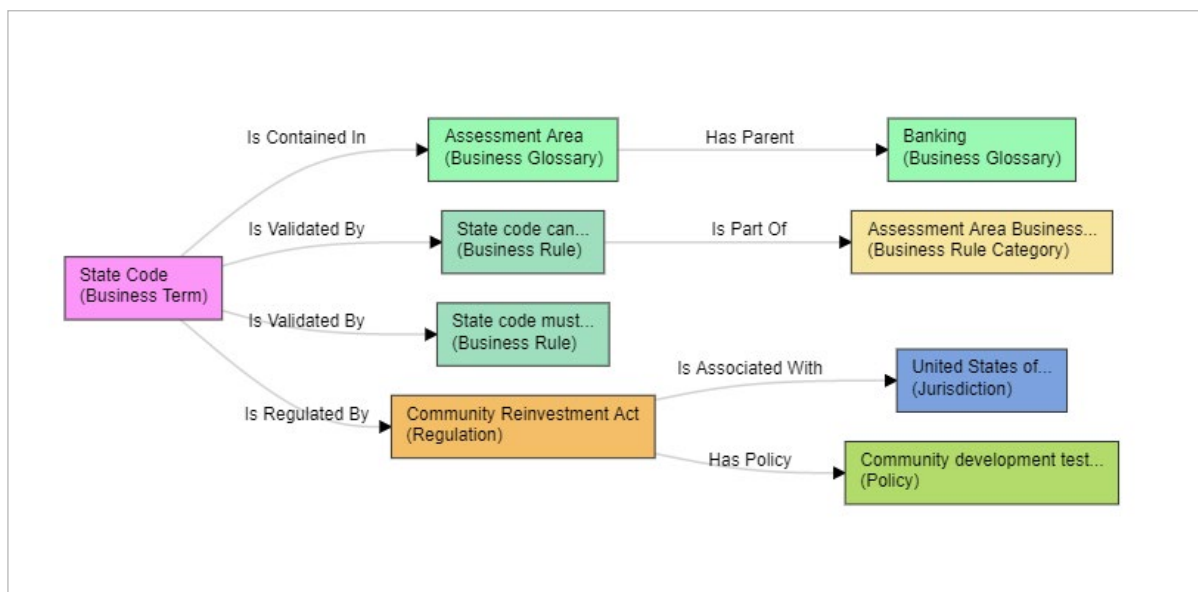 Is Contained In
Assessment Area
(Business Glossary)
Has Parent
Banking
(Business Glossary)
Is Validated By
State code can...
(Business Rule)
Is Part Of
Assessment Area Business...
(Business Rule Category)
State Code
(Business Term)
Is Validated By
State code must...
(Business Rule)
Is Associated With
United States of...
(Jurisdiction)
Is Regulated By
Community Reinvestment Act
(Regulation)
Has Policy
Community development test...
(Policy)